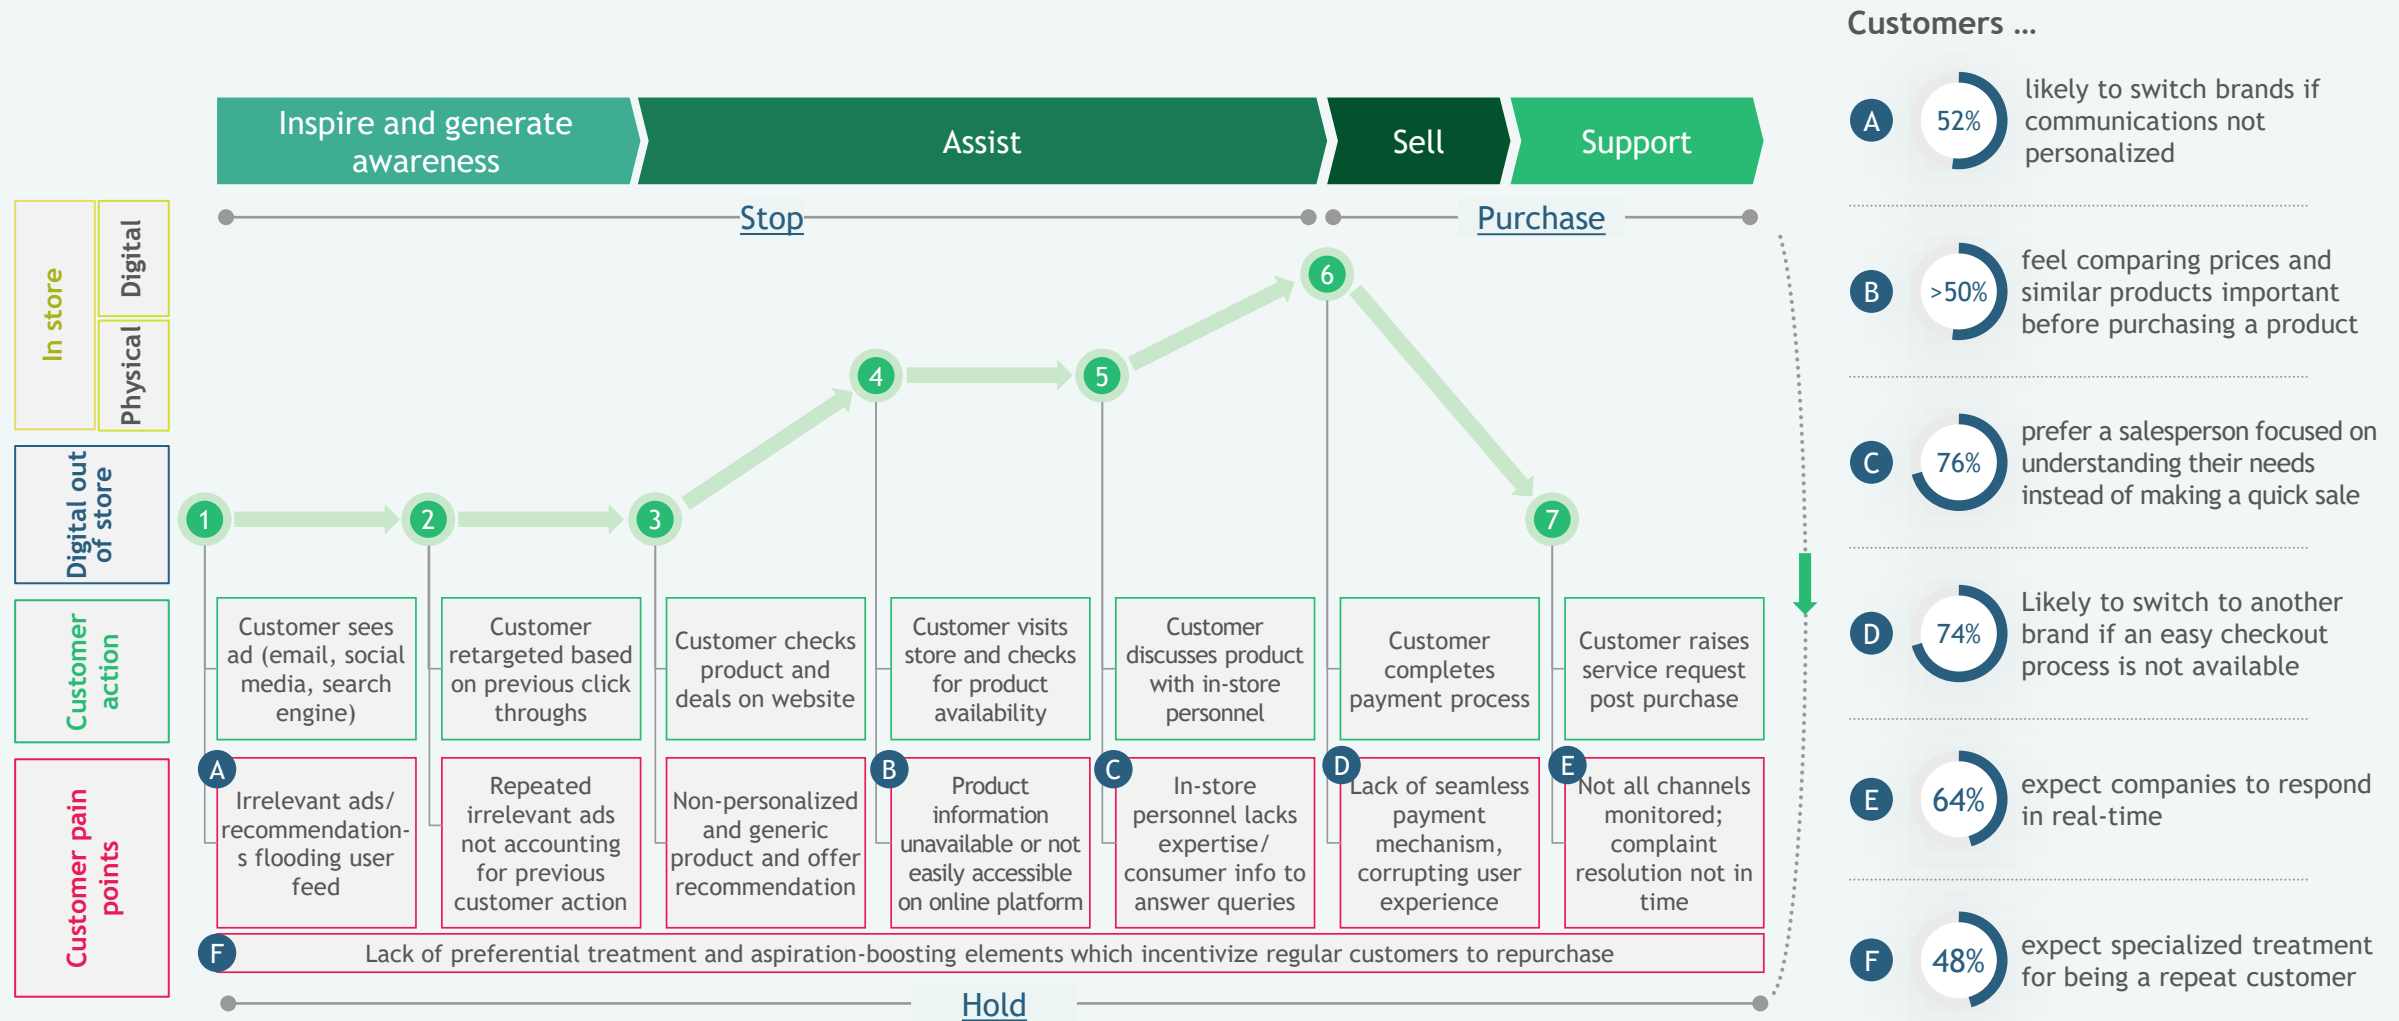 Customers ...
Inspire and generate
awareness
Assist
Sell
Support
Stop
Purchase
In store
Digital
Physical
Digital out
of store
1
2
3
4
5
6
7
Customer
action
Customer sees
ad (email, social
media, search
engine)
Customer
retargeted based
on previous click
throughs
Customer checks
product and
deals on website
Customer visits
store and checks
for product
availability
Customer
discusses product
with in-store
personnel
Customer
completes
payment process
Customer raises
service request
post purchase
Customer pain
points
A
Irrelevant ads/
recommendation-
s flooding user
feed
Repeated
irrelevant ads
not accounting
for previous
customer action
Non-personalized
and generic
product and offer
recommendation
B
Product
information
unavailable or not
easily accessible
on online platform
C
In-store
personnel lacks
expertise/
consumer info to
answer queries
D
Lack of seamless
payment
mechanism,
corrupting user
experience
E
Not all channels
monitored;
complaint
resolution not in
time
F
Lack of preferential treatment and aspiration-boosting elements which incentivize regular customers to repurchase
Hold
A
52%
likely to switch brands if
communications not
personalized
B
>50%
feel comparing prices and
similar products important
before purchasing a product
C
76%
prefer a salesperson focused on
understanding their needs
instead of making a quick sale
D
74%
Likely to switch to another
brand if an easy checkout
process is not available
E
64%
expect companies to respond
in real-time
F
48%
expect specialized treatment
for being a repeat customer